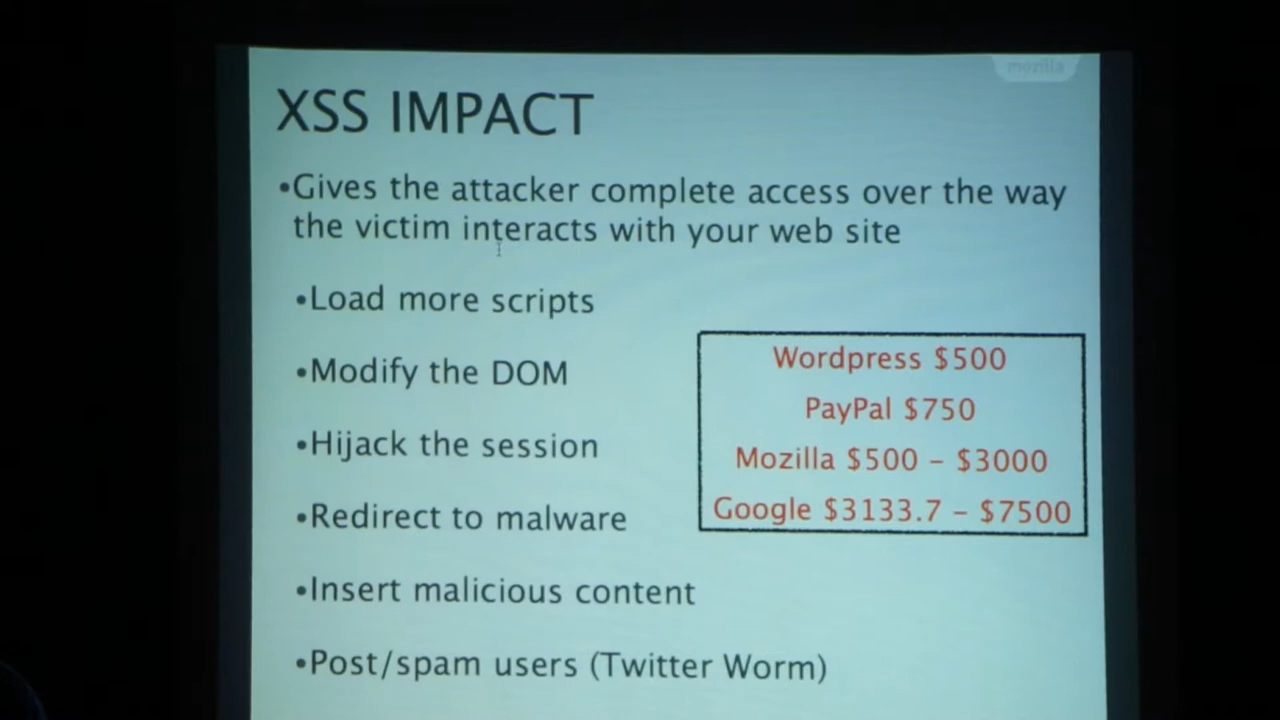 mozilla
XSS IMPACT
•Gives the attacker complete access over the way
the victim interacts with your web site
•Load more scripts
•Modify the DOM
•Hijack the session
•Redirect to malware
•Insert malicious content
•Post/spam users (Twitter Worm)
Wordpress $500
PayPal $750
Mozilla $500 – $3000
Google $3133.7 – $7500